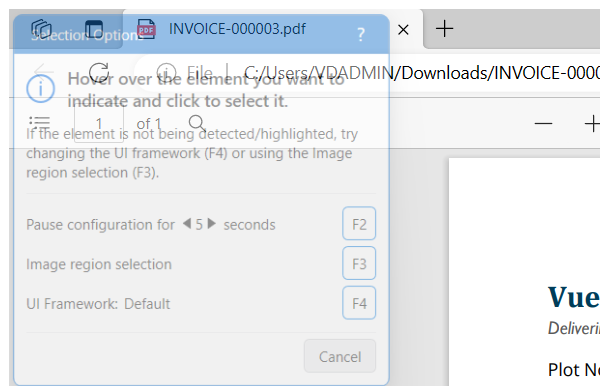 Selection Options
?
INVOICE-000003.pdf
Hover over the element you want to
indicate and click to select it.
File
C:/Users/VDADMIN/Downloads/INVOICE-000
1
of 1
If the element is not being detected/highlighted, try
changing the UI framework (F4) or using the Image
region selection (F3).
Pause configuration for 5 seconds
F2
Image region selection
F3
UI Framework: Default
F4
Cancel
Vue
Deliveri
Plot No